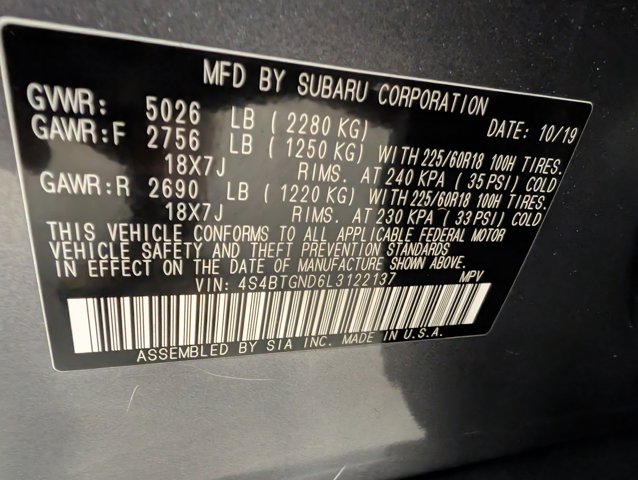 MFD BY SUBARU CORPORATION
GVWR: 5026 LB ( 2280 KG) DATE: 10/19
GAWR:F 2756 LB ( 1250 KG) WITH 225/60R18 100H TIRES.
18X7J RIMS. AT 240 KPA ( 35 PSI) COLD
GAWR:R 2690 LB ( 1220 KG) WITH 225/60R18 100H TIRES.
18X7J RIMS. AT 230 KPA ( 33 PSI) COLD
THIS VEHICLE CONFORMS TO ALL APPLICABLE FEDERAL MOTOR
VEHICLE SAFETY AND THEFT PREVENTION STANDARDS
IN EFFECT ON THE DATE OF MANUFACTURE SHOWN ABOVE.
VIN: 4S4BTGND6L3122137 MPV
ASSEMBLED BY SIA INC. MADE IN U.S.A.